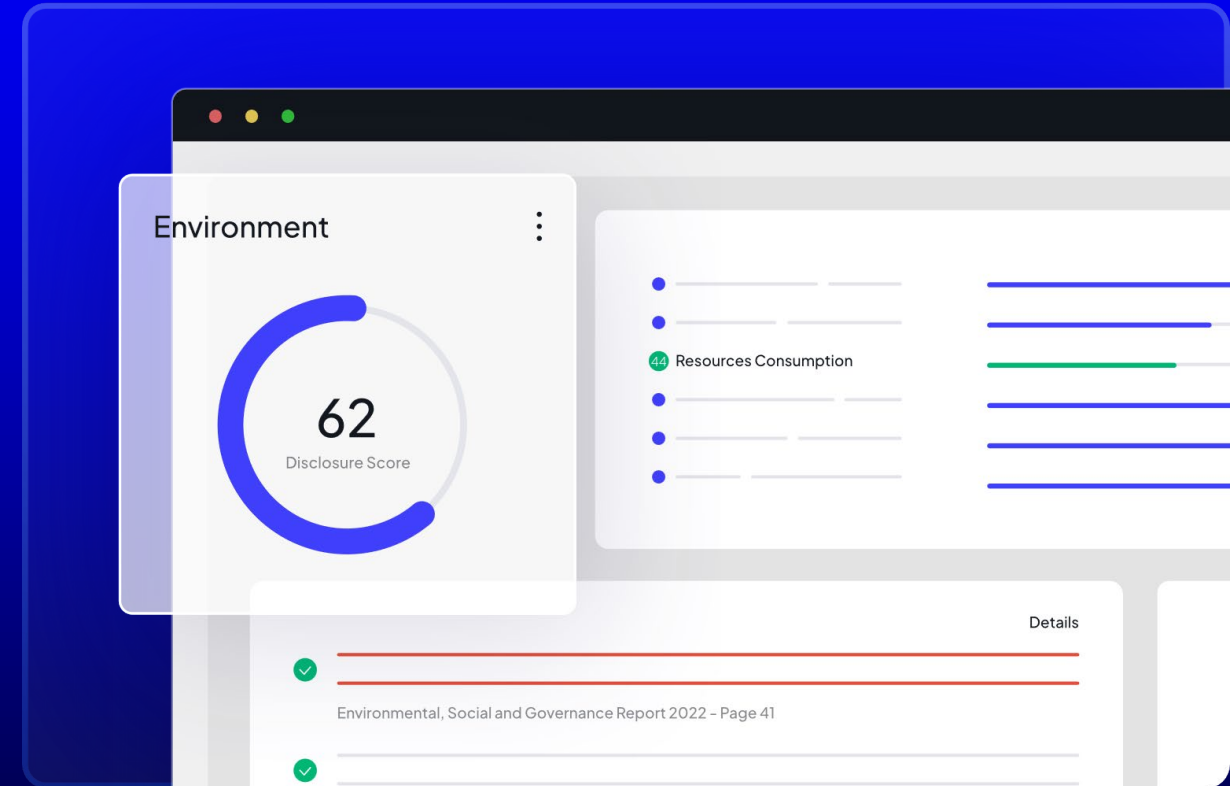 Environment
62
Disclosure Score
44 Resources Consumption
Details
Environmental, Social and Governance Report 2022 - Page 41